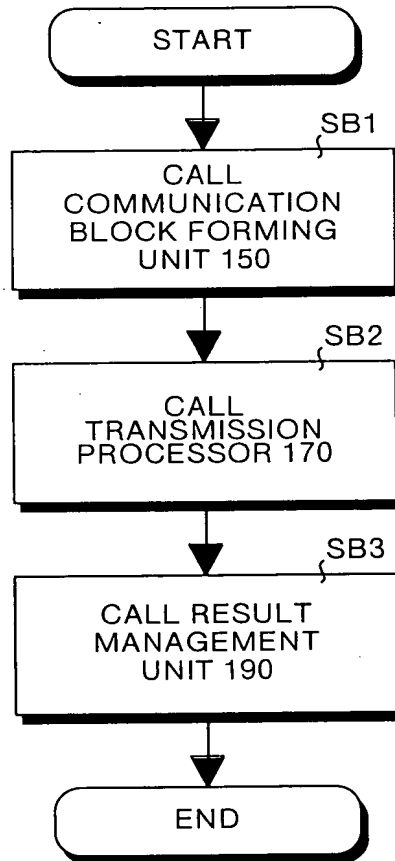 START
SB1
CALL
COMMUNICATION
BLOCK FORMING
UNIT 150
SB2
CALL
TRANSMISSION
PROCESSOR 170
SB3
CALL RESULT
MANAGEMENT
UNIT 190
END